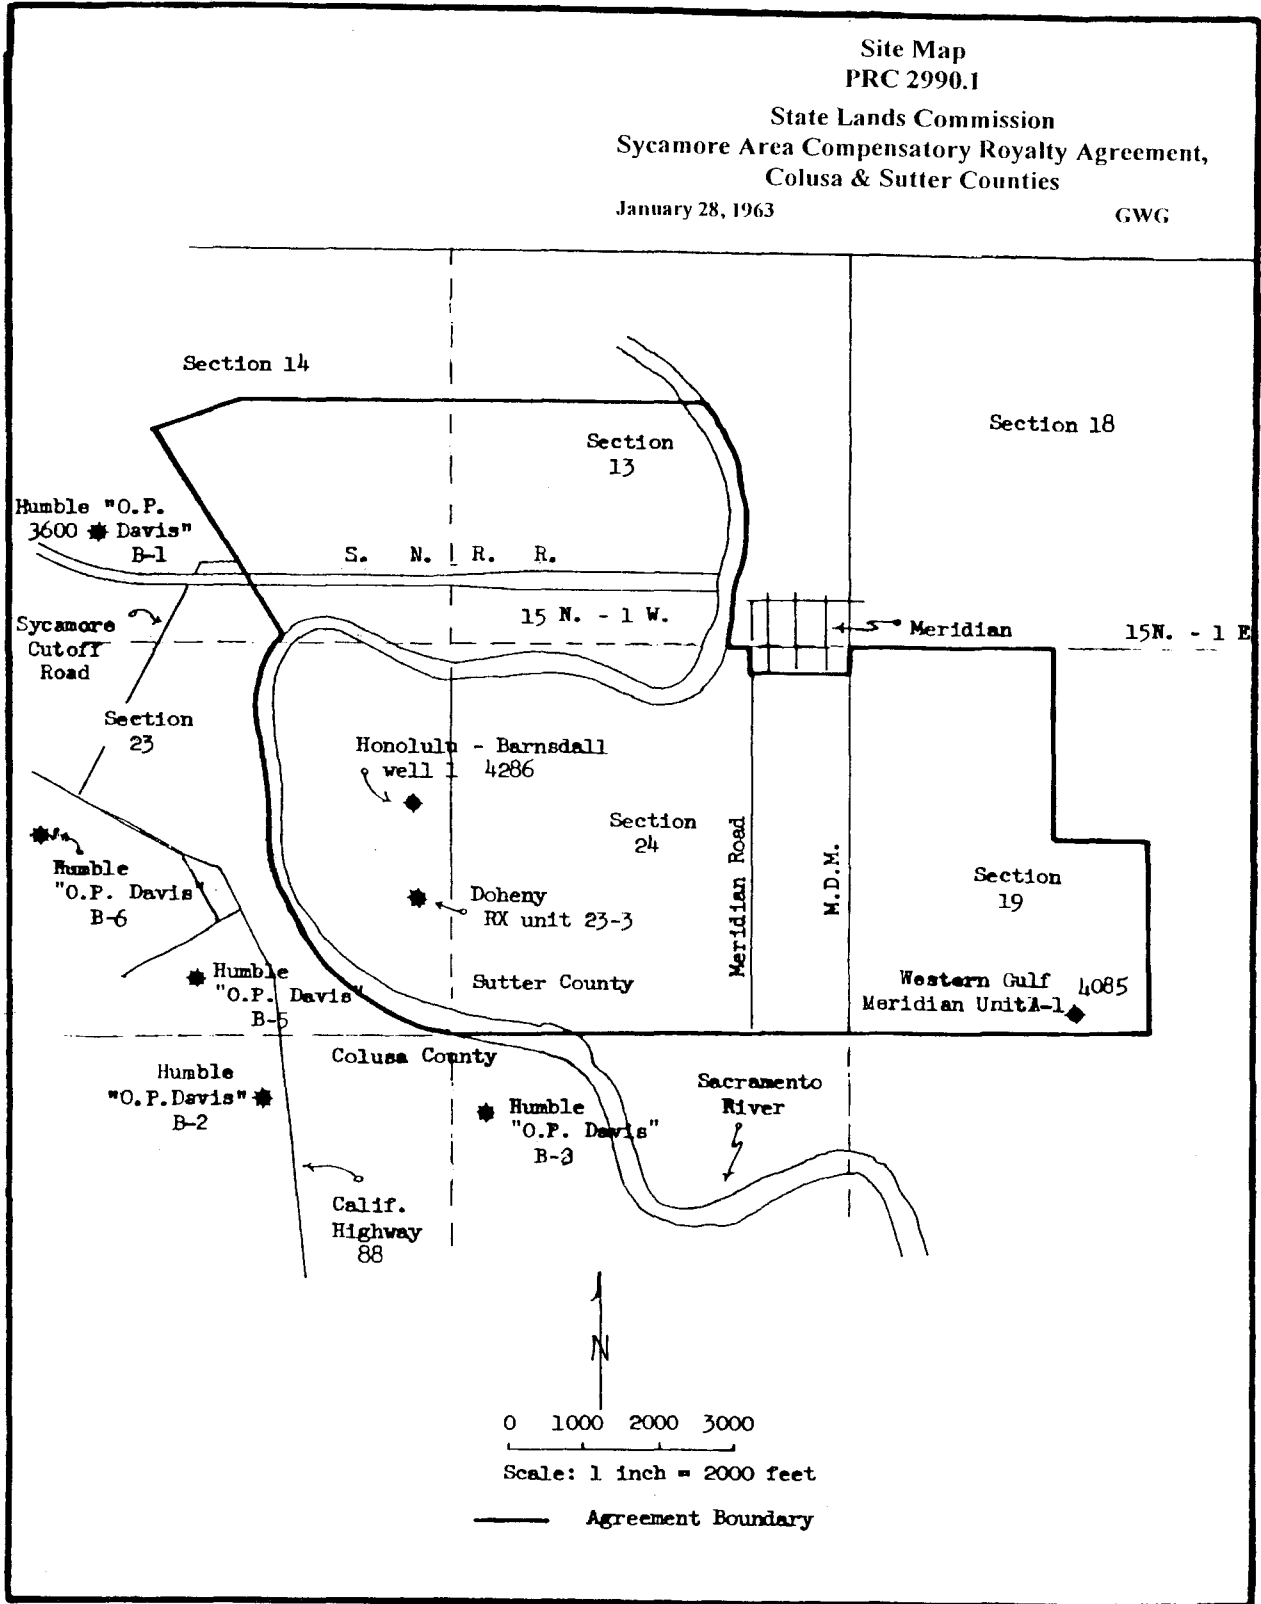 Site Map
PRC 2990.1
State Lands Commission
Sycamore Area Compensatory Royalty Agreement,
Colusa & Sutter Counties
January 28, 1963
GWG
Section 14
Section 18
Section
13
Humble "O.P.
3600 Davis"
B-1
S. N. R. R.
15 N. - 1 W.
Meridian
15N. - 1 E
Sycamore
Cutoff
Road
Section
23
Honolulu - Barnsdall
well 1 4286
Section
24
Meridian Road
M.D.M.
Section
19
Humble
"O.P. Davis"
B-6
Doheny
RX unit 23-3
Humble
"O.P. Davis"
B-5
Sutter County
Western Gulf 4085
Meridian Unit A-1
Colusa County
Humble
"O.P.Davis"
B-2
Sacramento
River
Humble
"O.P. Davis"
Calif.
Highway
88
N
0 1000 2000 3000
Scale: 1 inch = 2000 feet
Agreement Boundary